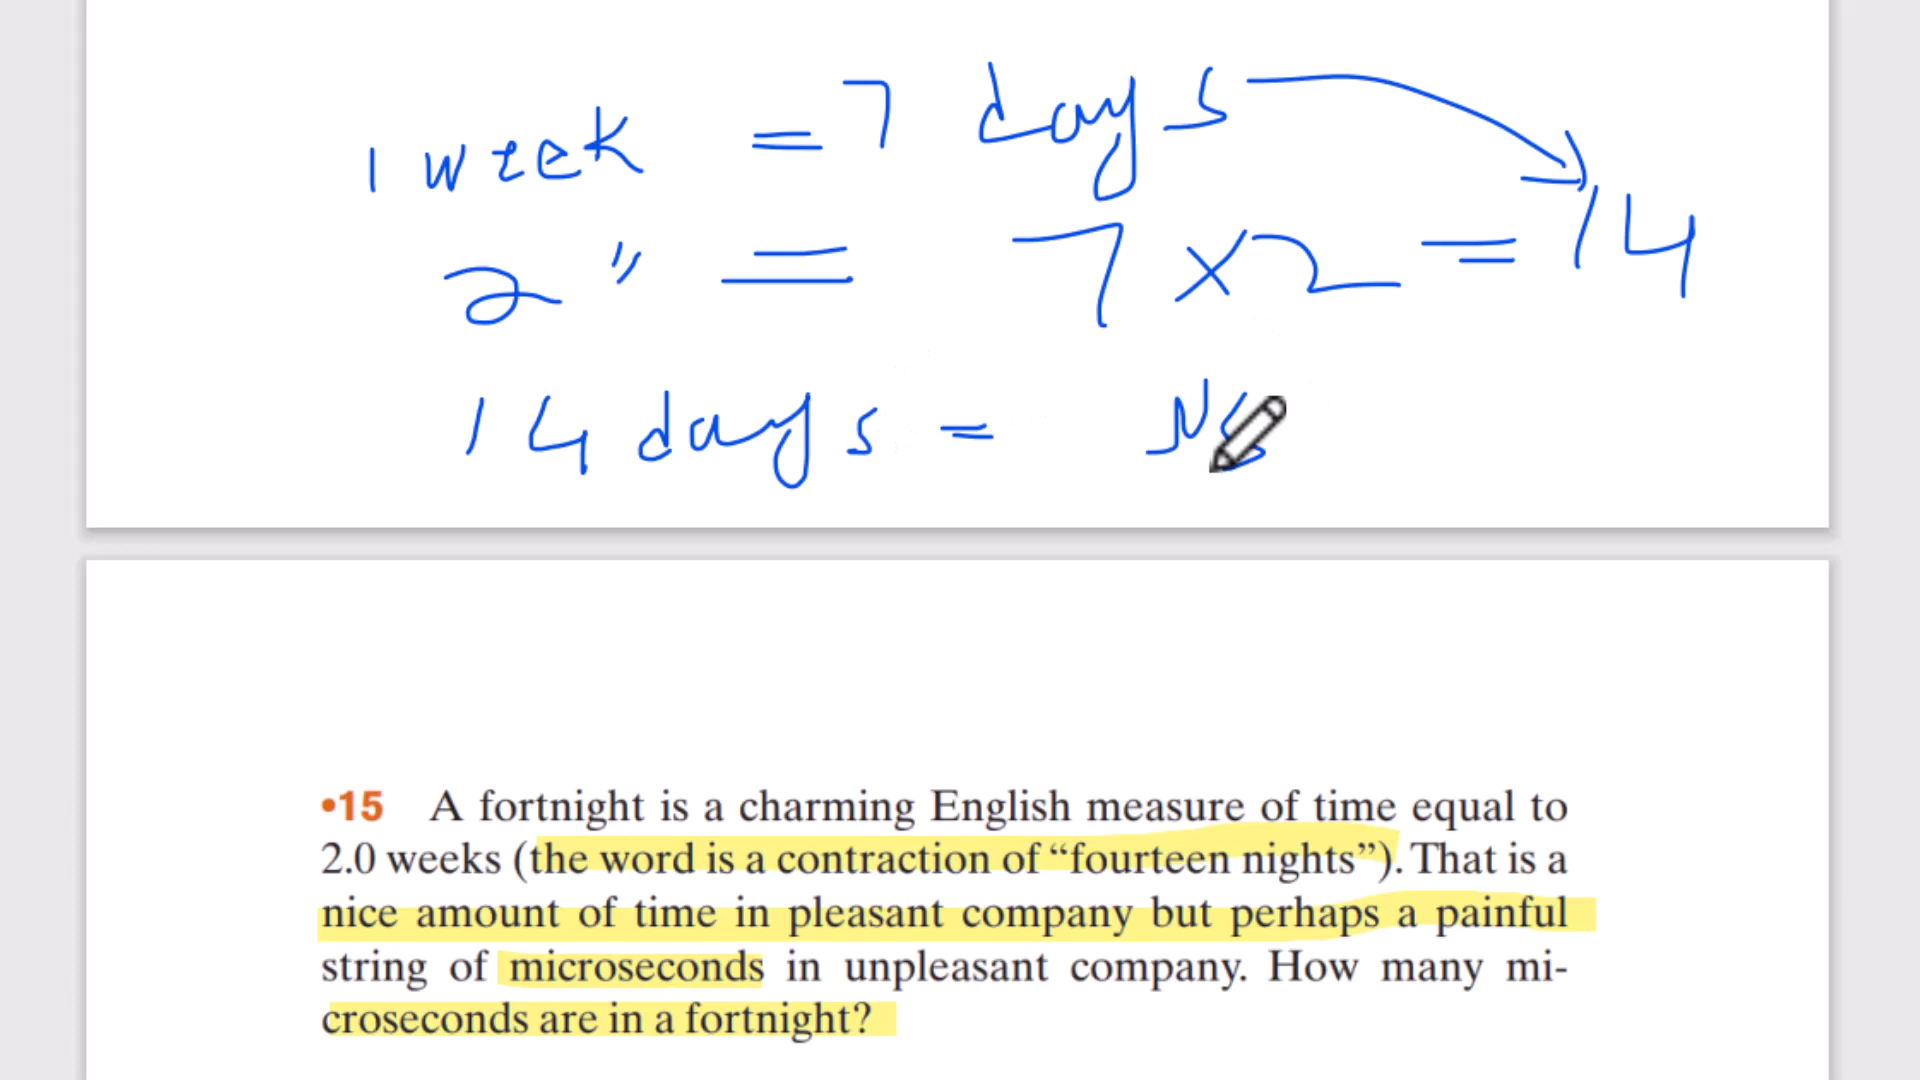 1 week = 7 days
2 " = 7 × 2 = 14
14 days =
•15 A fortnight is a charming English measure of time equal to
2.0 weeks (the word is a contraction of “fourteen nights”). That is a
nice amount of time in pleasant company but perhaps a painful
string of microseconds in unpleasant company. How many mi-
croseconds are in a fortnight?